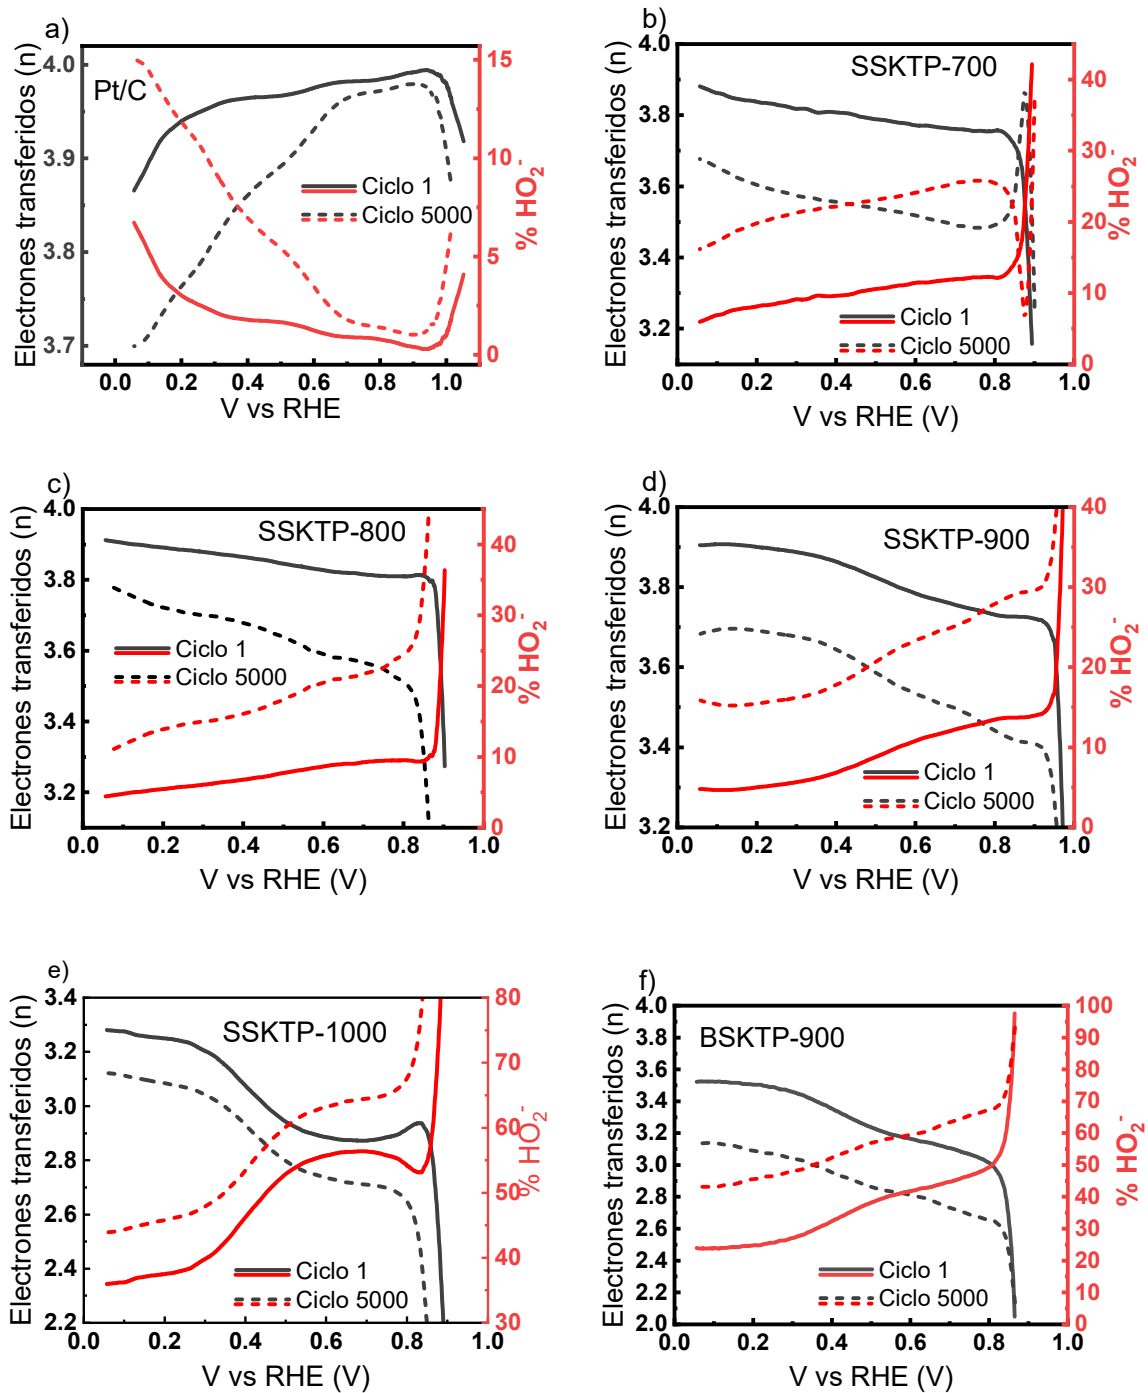 a)
Pt/C
Electrones transferidos (n)
4.0
3.9
3.8
3.7
15
10
5
0
% HO₂⁻
Ciclo 1
Ciclo 5000
0.0 0.2 0.4 0.6 0.8 1.0
V vs RHE
b)
SSKTP-700
Electrones transferidos (n)
4.0
3.8
3.6
3.4
3.2
40
30
20
10
0
% HO₂⁻
Ciclo 1
Ciclo 5000
0.0 0.2 0.4 0.6 0.8 1.0
V vs RHE (V)
c)
SSKTP-800
Electrones transferidos (n)
4.0
3.8
3.6
3.4
3.2
40
30
20
10
0
% HO₂⁻
Ciclo 1
Ciclo 5000
0.0 0.2 0.4 0.6 0.8 1.0
V vs RHE (V)
d)
SSKTP-900
Electrones transferidos (n)
4.0
3.8
3.6
3.4
3.2
40
30
20
10
0
% HO₂⁻
Ciclo 1
Ciclo 5000
0.0 0.2 0.4 0.6 0.8 1.0
V vs RHE (V)
e)
SSKTP-1000
Electrones transferidos (n)
3.4
3.2
3.0
2.8
2.6
2.4
2.2
80
70
60
50
40
30
% HO₂⁻
Ciclo 1
Ciclo 5000
0.0 0.2 0.4 0.6 0.8 1.0
V vs RHE (V)
f)
BSKTP-900
Electrones transferidos (n)
4.0
3.8
3.6
3.4
3.2
3.0
2.8
2.6
2.4
2.2
2.0
100
90
80
70
60
50
40
30
20
10
0
% HO₂⁻
Ciclo 1
Ciclo 5000
0.0 0.2 0.4 0.6 0.8 1.0
V vs RHE (V)